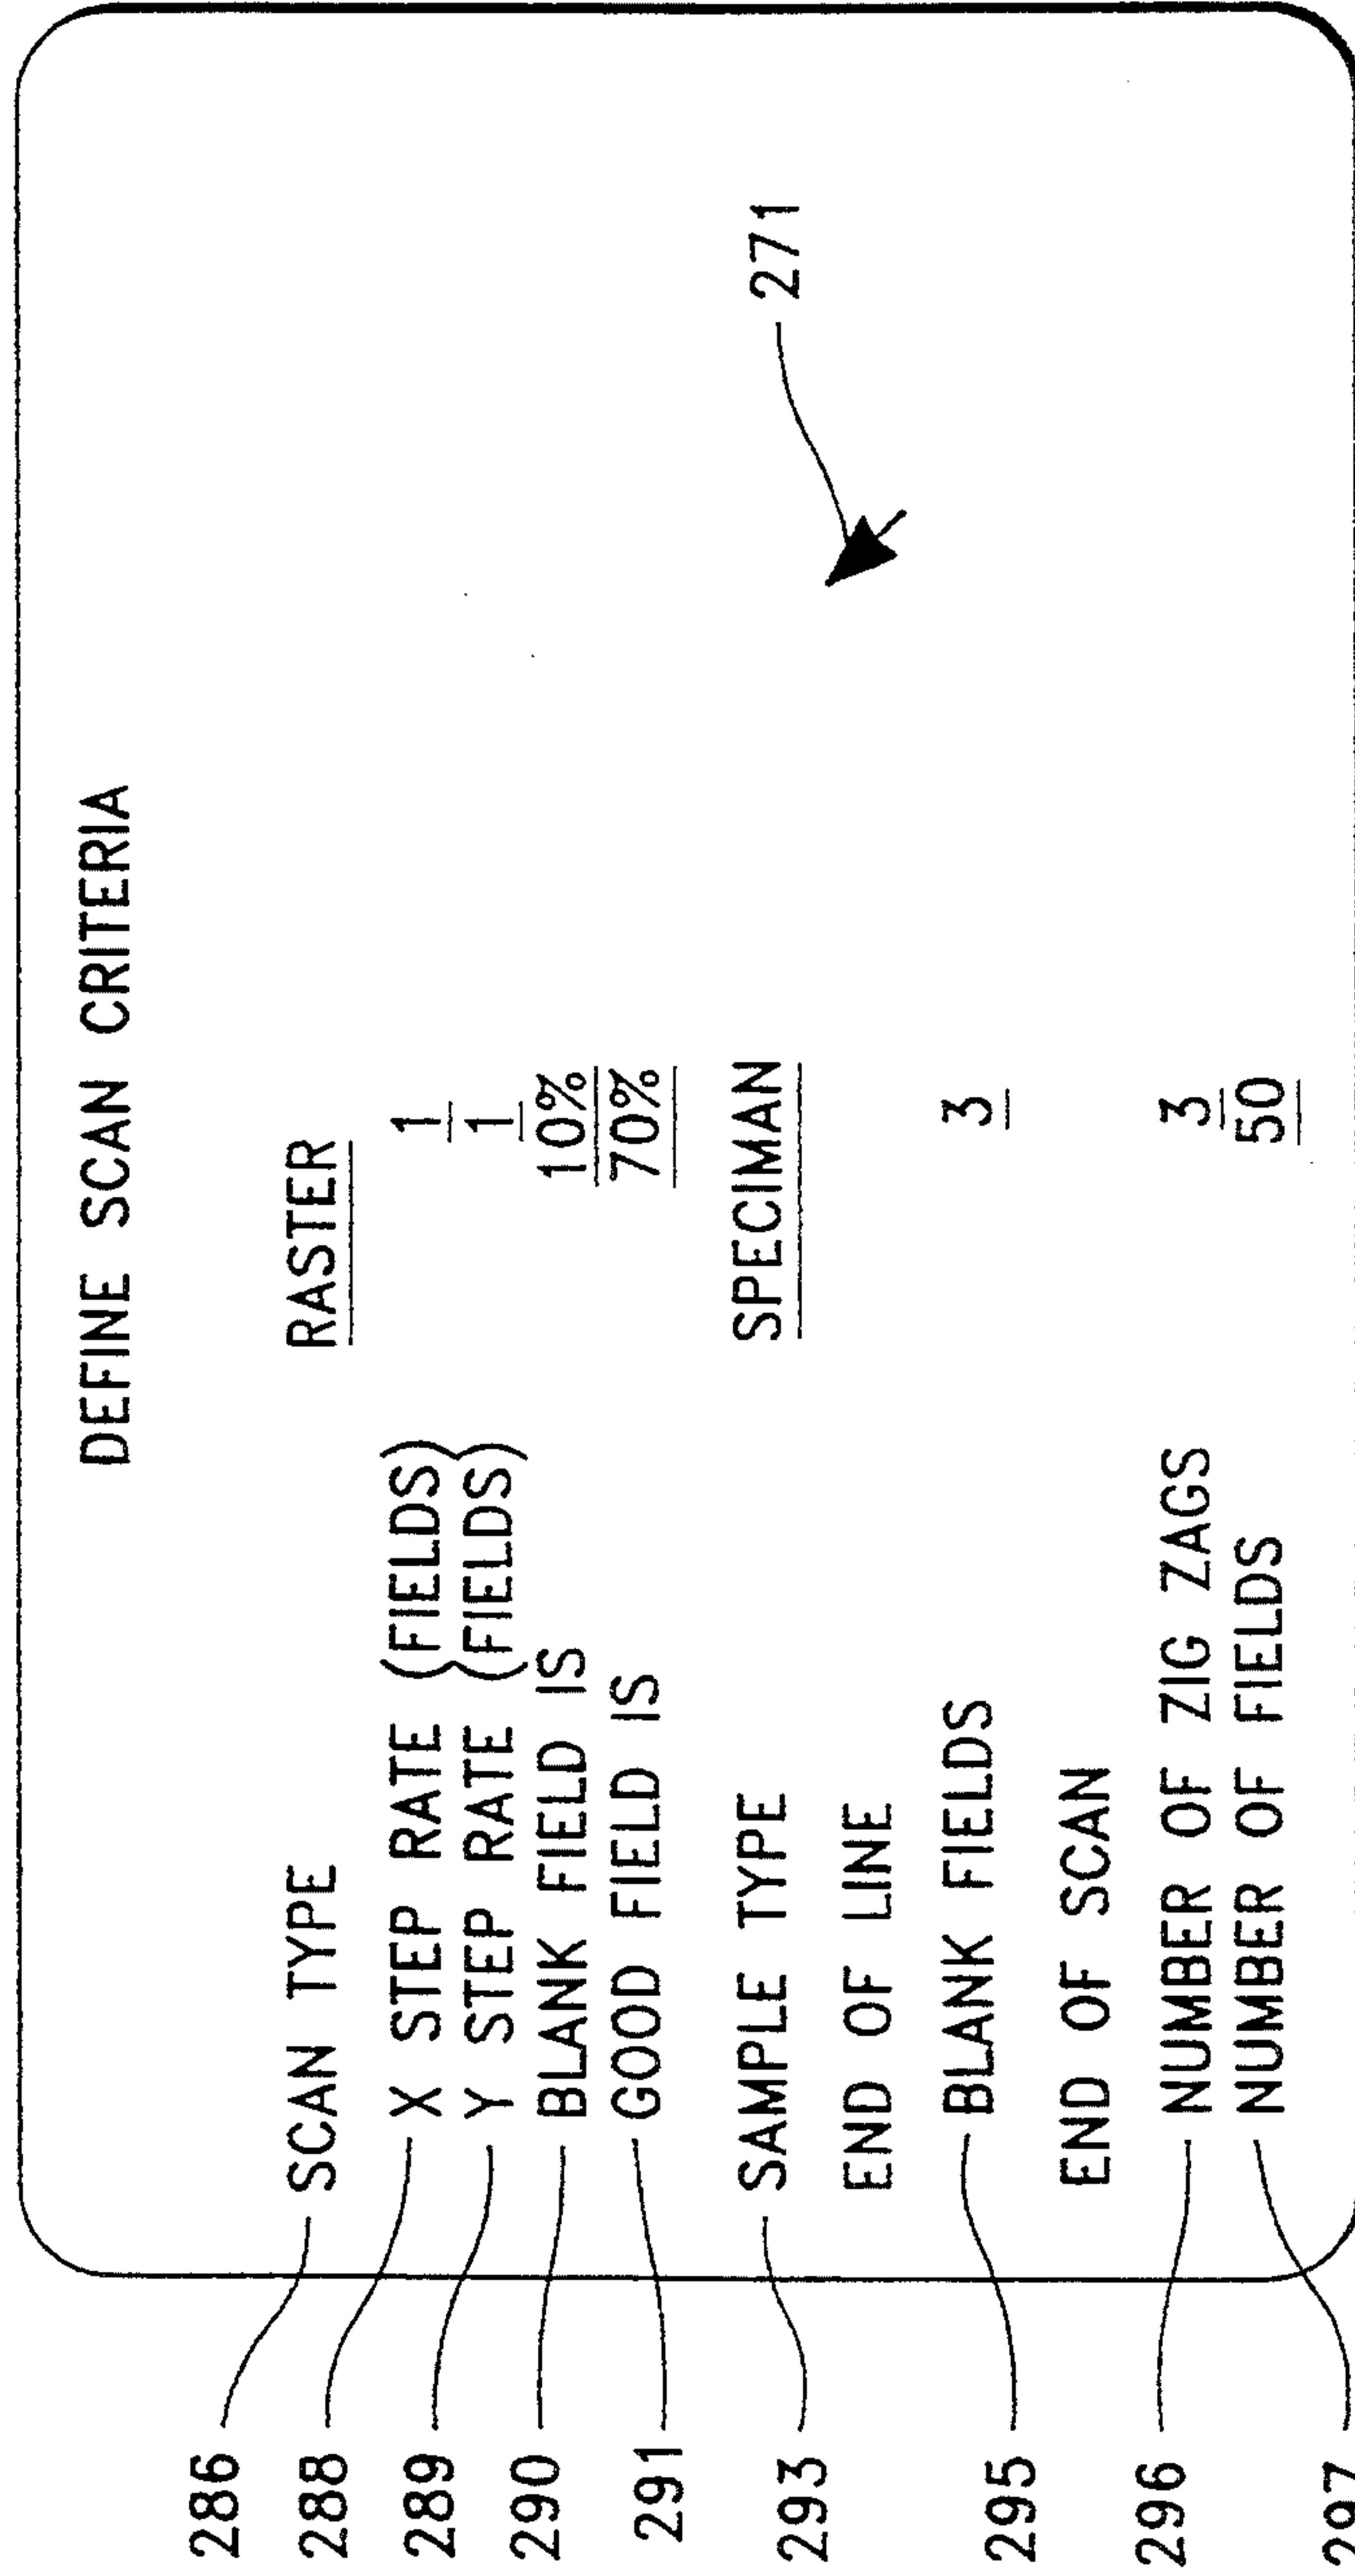 DEFINE SCAN CRITERIA
286 SCAN TYPE RASTER
288 X STEP RATE (FIELDS) 1
289 Y STEP RATE (FIELDS) 1
290 BLANK FIELD IS 10%
291 GOOD FIELD IS 70%
271
293 SAMPLE TYPE SPECIMAN
END OF LINE
295 BLANK FIELDS 3
END OF SCAN
296 NUMBER OF ZIG ZAGS 3
297 NUMBER OF FIELDS 50